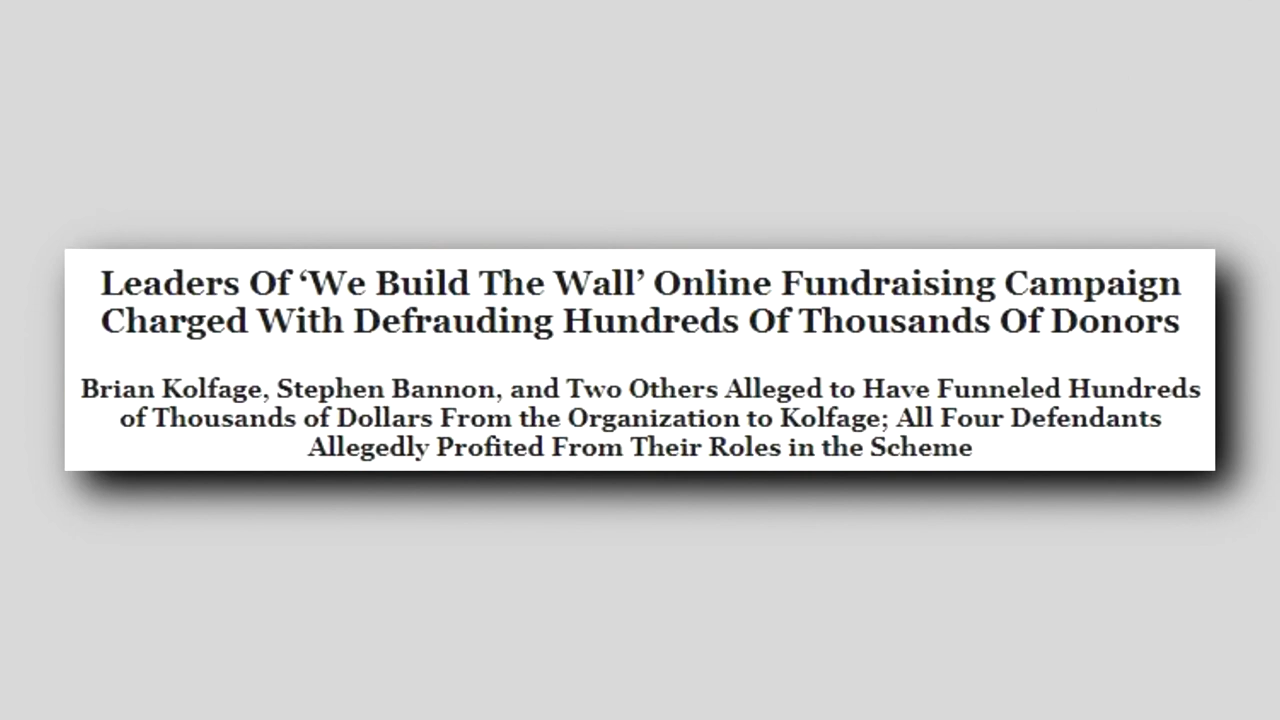 Leaders Of ‘We Build The Wall’ Online Fundraising Campaign
Charged With Defrauding Hundreds Of Thousands Of Donors
Brian Kolfage, Stephen Bannon, and Two Others Alleged to Have Funneled Hundreds
of Thousands of Dollars From the Organization to Kolfage; All Four Defendants
Allegedly Profited From Their Roles in the Scheme